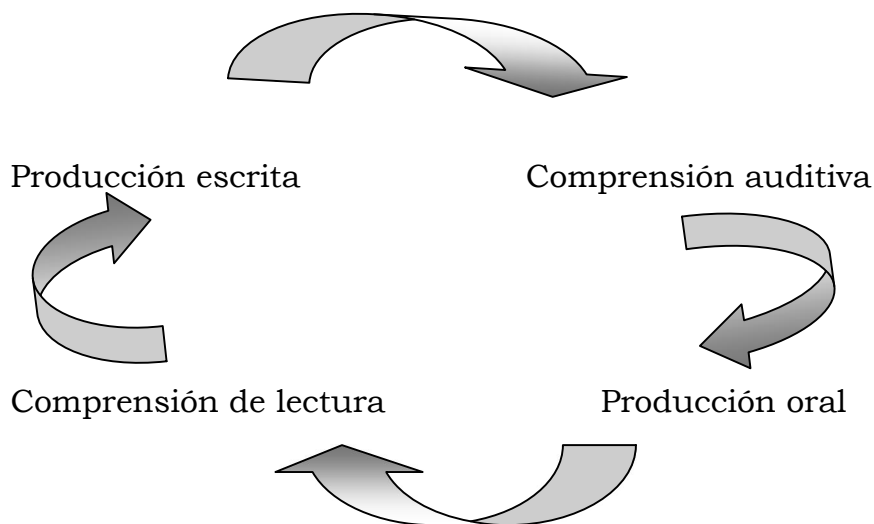 Producción escrita
Comprensión auditiva
Comprensión de lectura
Producción oral